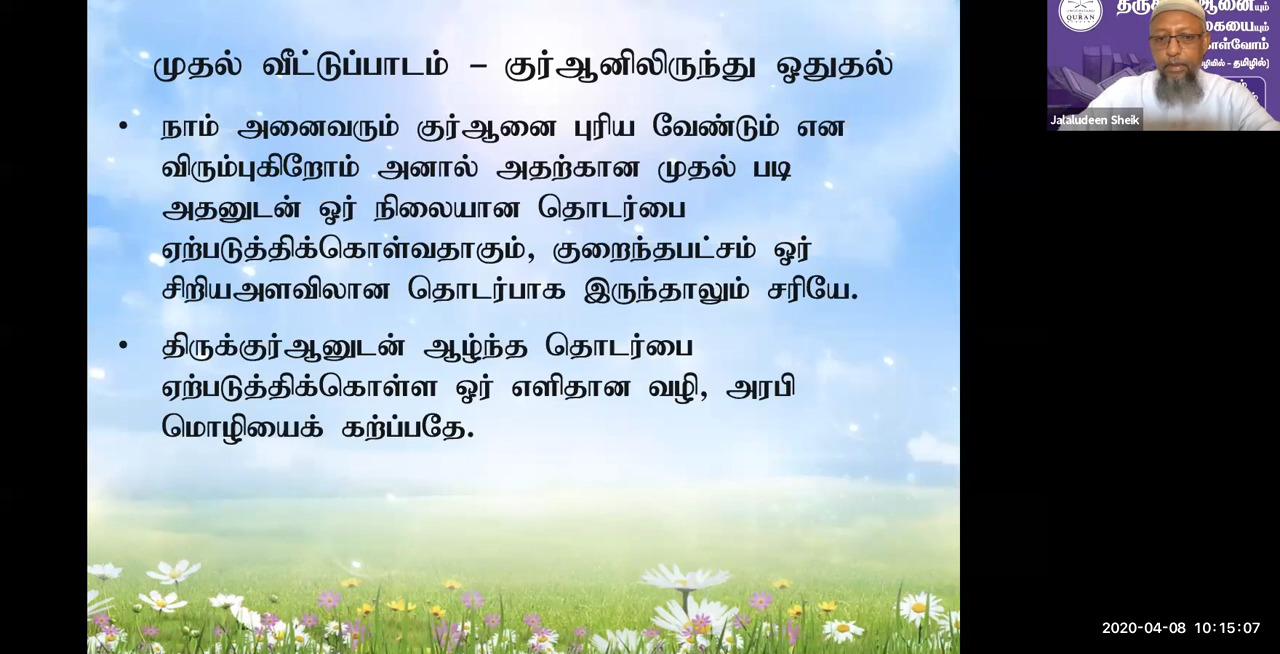 முதல் வீட்டுப்பாடம் – குர்ஆனிலிருந்து ஓதுதல்
• நாம் அனைவரும் குர்ஆனை புரிய வேண்டும் என
விரும்புகிறோம் அனால் அதற்கான முதல் படி
அதனுடன் ஓர் நிலையான தொடர்பை
ஏற்படுத்திக்கொள்வதாகும், குறைந்தபட்சம் ஓர்
சிறியஅளவிலான தொடர்பாக இருந்தாலும் சரியே.
• திருக்குர்ஆனுடன் ஆழ்ந்த தொடர்பை
ஏற்படுத்திக்கொள்ள ஓர் எளிதான வழி, அரபி
மொழியைக் கற்ப்பதே.
QURAN
Jalaludeen Sheik
2020-04-08 10:15:07